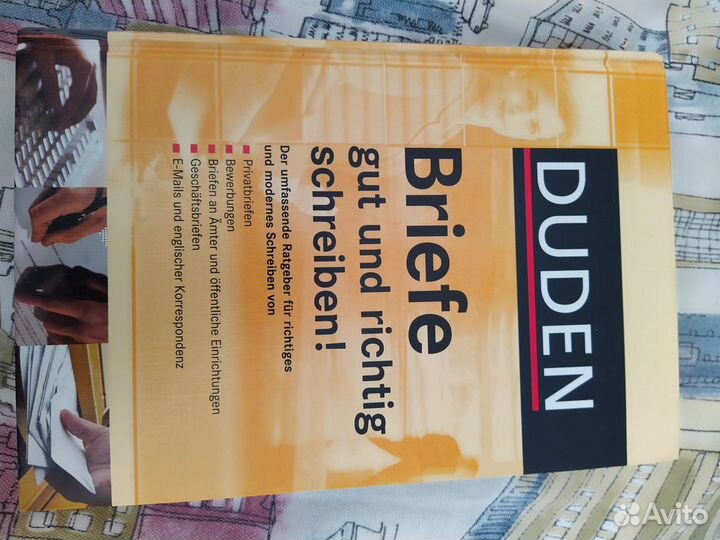 DUDEN
Briefe
gut und richtig
schreiben!
Der umfassende Ratgeber für richtiges
und modernes Schreiben von
Privatbriefen
Bewerbungen
Briefen an Ämter und öffentliche Einrichtungen
Geschäftsbriefen
E-Mails und englischer Korrespondenz
Avito